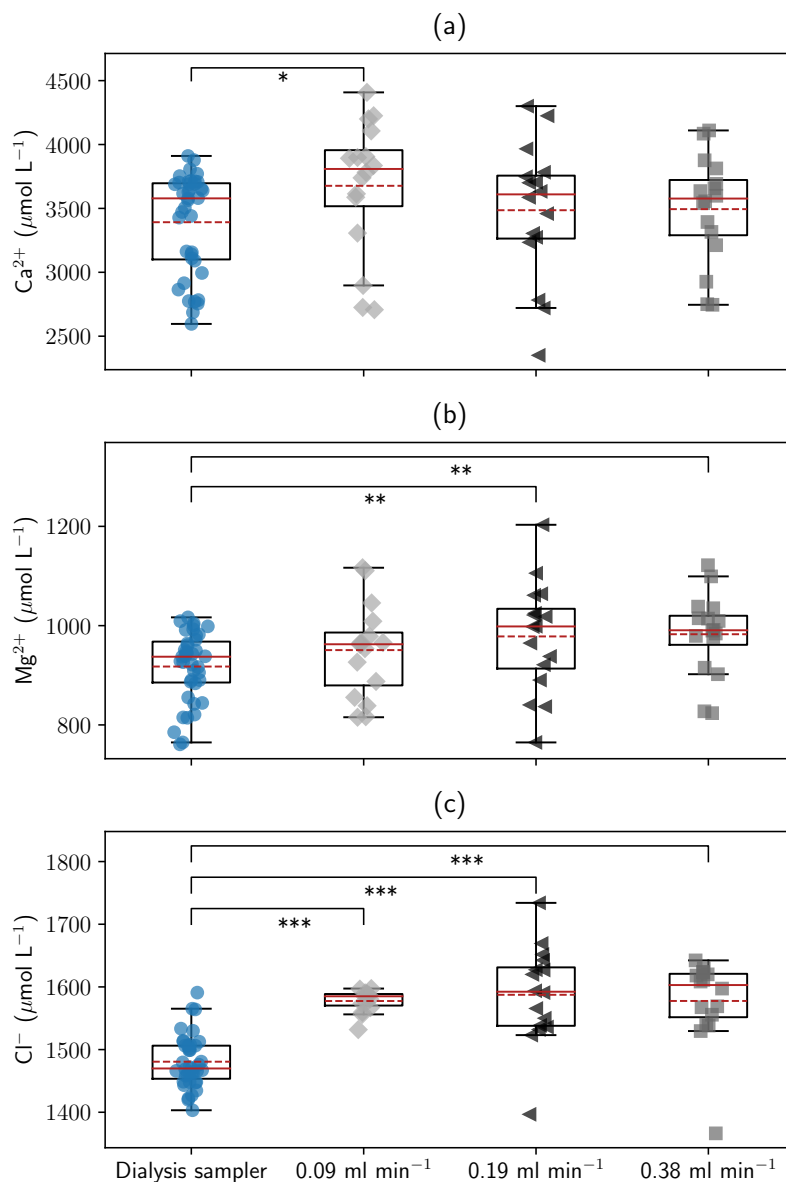 (a)
Ca²⁺ (μmol L⁻¹)
4500
4000
3500
3000
2500
*
(b)
Mg²⁺ (μmol L⁻¹)
1200
1000
800
**
**
(c)
Cl⁻ (μmol L⁻¹)
1800
1700
1600
1500
1400
***
***
***
Dialysis sampler 0.09 ml min⁻¹ 0.19 ml min⁻¹ 0.38 ml min⁻¹